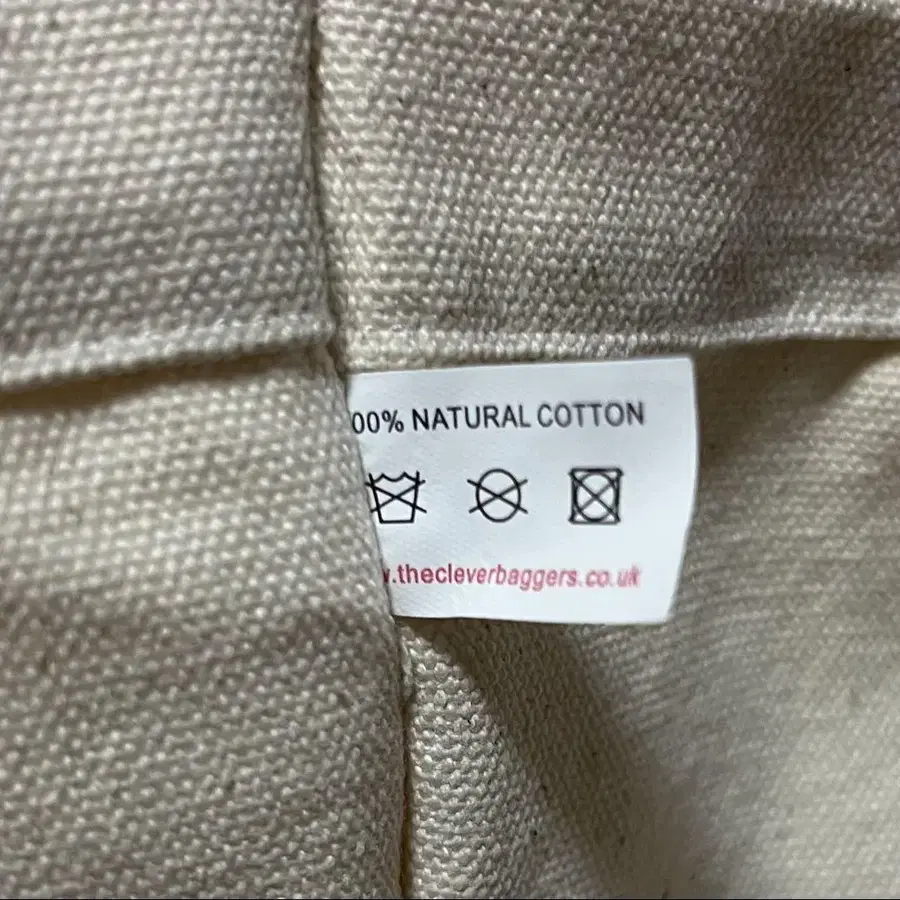 00% NATURAL COTTON
.thecleverbaggers.co.uk